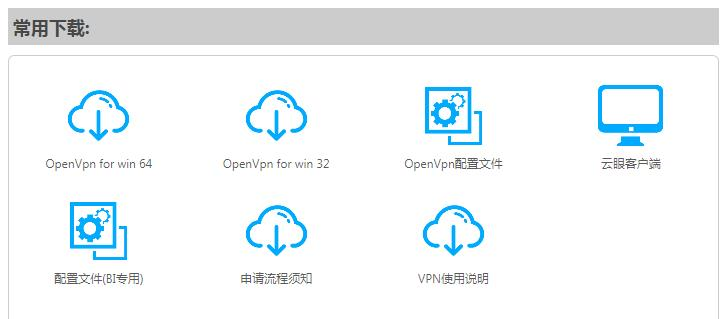 常用下载:
OpenVpn for win 64
OpenVpn for win 32
OpenVpn配置文件
云眼客户端
配置文件(BI专用)
申请流程须知
VPN使用说明